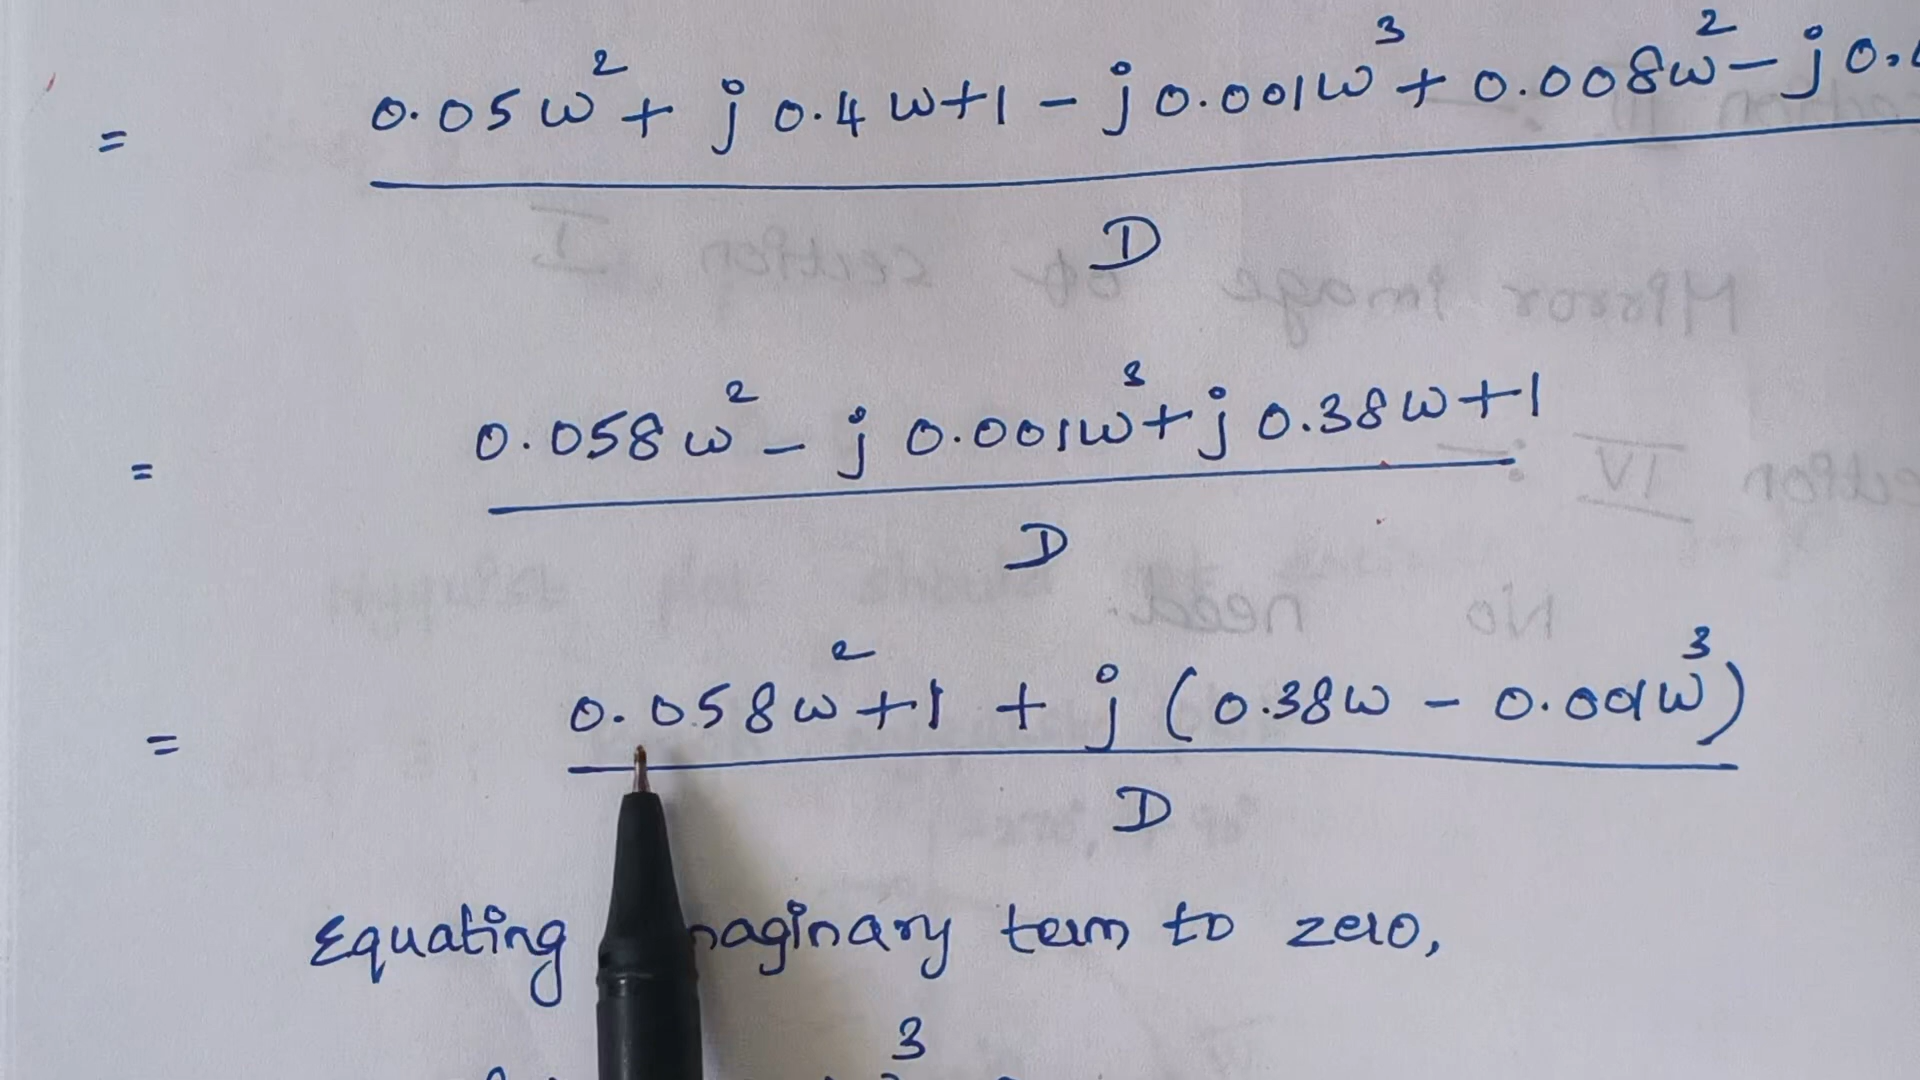 = 0.05ω² + j0.4ω+1 - j0.001ω³ + 0.008ω² - j0.
D
= 0.058ω² - j0.001ω³ + j0.38ω+1
D
= 0.058ω²+1 + j(0.38ω - 0.001ω³)
D
Equating term to zero,
3